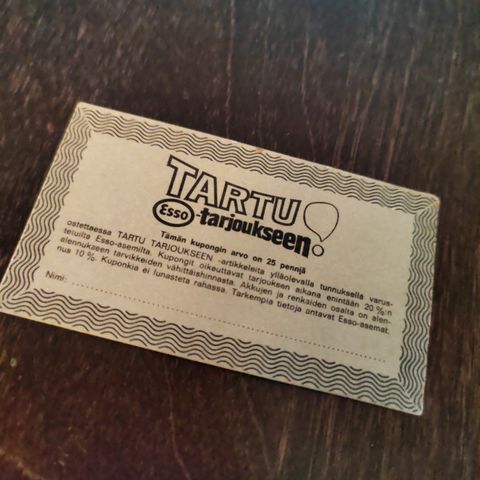 TARTU
Esso -tarjoukseen!
Tämän kupongin arvo on 25 penniä
ostettaessa TARTU TARJOUKSEEN -artikkeleita ylläolevalla tunnuksella varus-
tetuilta Esso-asemilta. Kupongit oikeuttavat tarjouksen aikana enintään 20 %:n
alennukseen tarvikkeiden vähittäishinnasta. Akkujen ja renkaiden osalta on alen-
nus 10 %. Kuponkia ei lunasteta rahassa. Tarkempia tietoja antavat Esso-asemat.
Nimi: